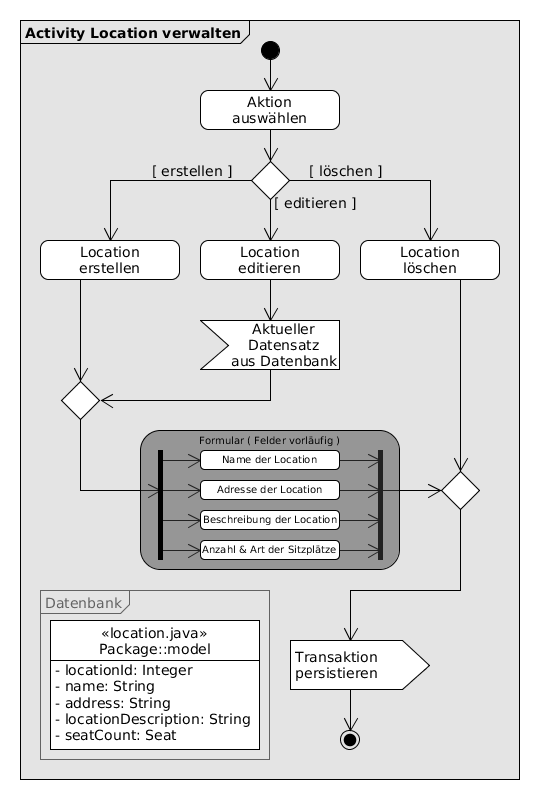 Activity Location verwalten
Aktion
auswählen
[ erstellen ]
[ löschen ]
[ editieren ]
Location
erstellen
Location
editieren
Location
löschen
Aktueller
Datensatz
aus Datenbank
Formular ( Felder vorläufig )
Name der Location
Adresse der Location
Beschreibung der Location
Anzahl & Art der Sitzplätze
Datenbank
«location.java»
Package::model
- locationId: Integer
- name: String
- address: String
- locationDescription: String
- seatCount: Seat
Transaktion
persistieren